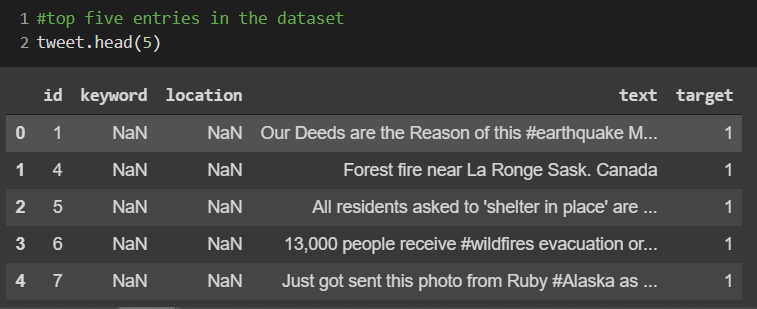 1 #top five entries in the dataset
2 tweet.head(5)
id keyword location text target
0 1 NaN NaN Our Deeds are the Reason of this #earthquake M... 1
1 4 NaN NaN Forest fire near La Ronge Sask. Canada 1
2 5 NaN NaN All residents asked to 'shelter in place' are ... 1
3 6 NaN NaN 13,000 people receive #wildfires evacuation or... 1
4 7 NaN NaN Just got sent this photo from Ruby #Alaska as ... 1